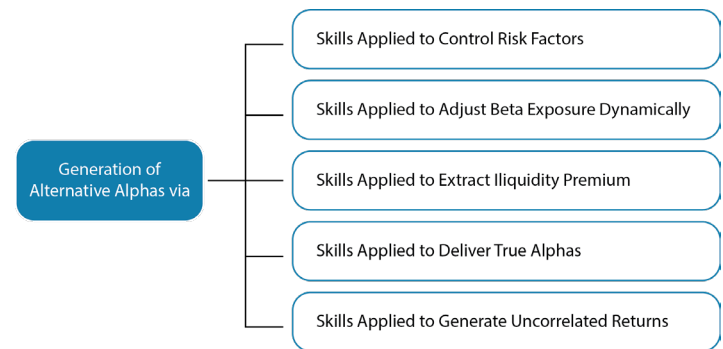 Generation of
Alternative Alphas via
Skills Applied to Control Risk Factors
Skills Applied to Adjust Beta Exposure Dynamically
Skills Applied to Extract Iliquidity Premium
Skills Applied to Deliver True Alphas
Skills Applied to Generate Uncorrelated Returns